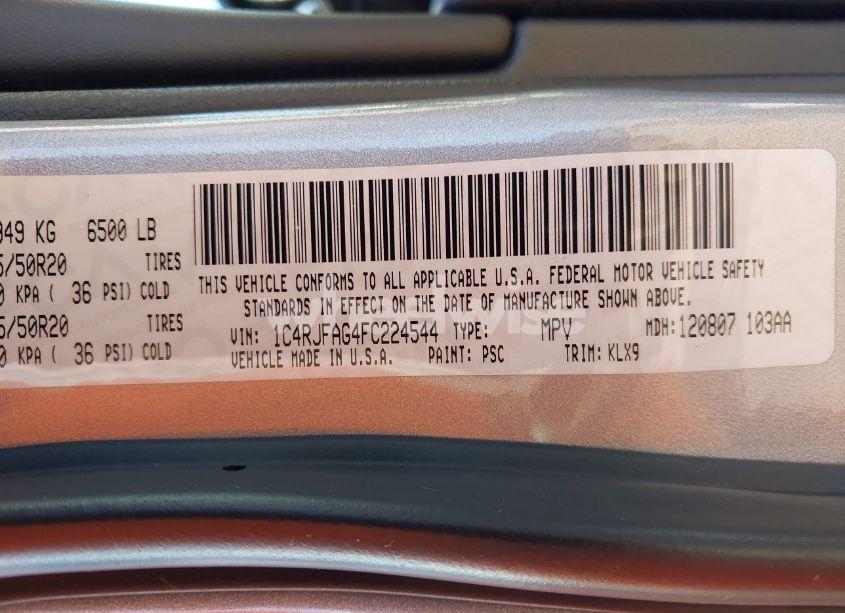 949 KG 6500 LB
5/50R20 TIRES
0 KPA ( 36 PSI) COLD
5/50R20 TIRES
0 KPA ( 36 PSI) COLD
THIS VEHICLE CONFORMS TO ALL APPLICABLE U.S.A. FEDERAL MOTOR VEHICLE SAFETY
STANDARDS IN EFFECT ON THE DATE OF MANUFACTURE SHOWN ABOVE.
VIN: 1C4RJFAG4FC224544 TYPE: MPV MDH:120807 103AA
VEHICLE MADE IN U.S.A. PAINT: PSC TRIM: KLX9
wheelwise